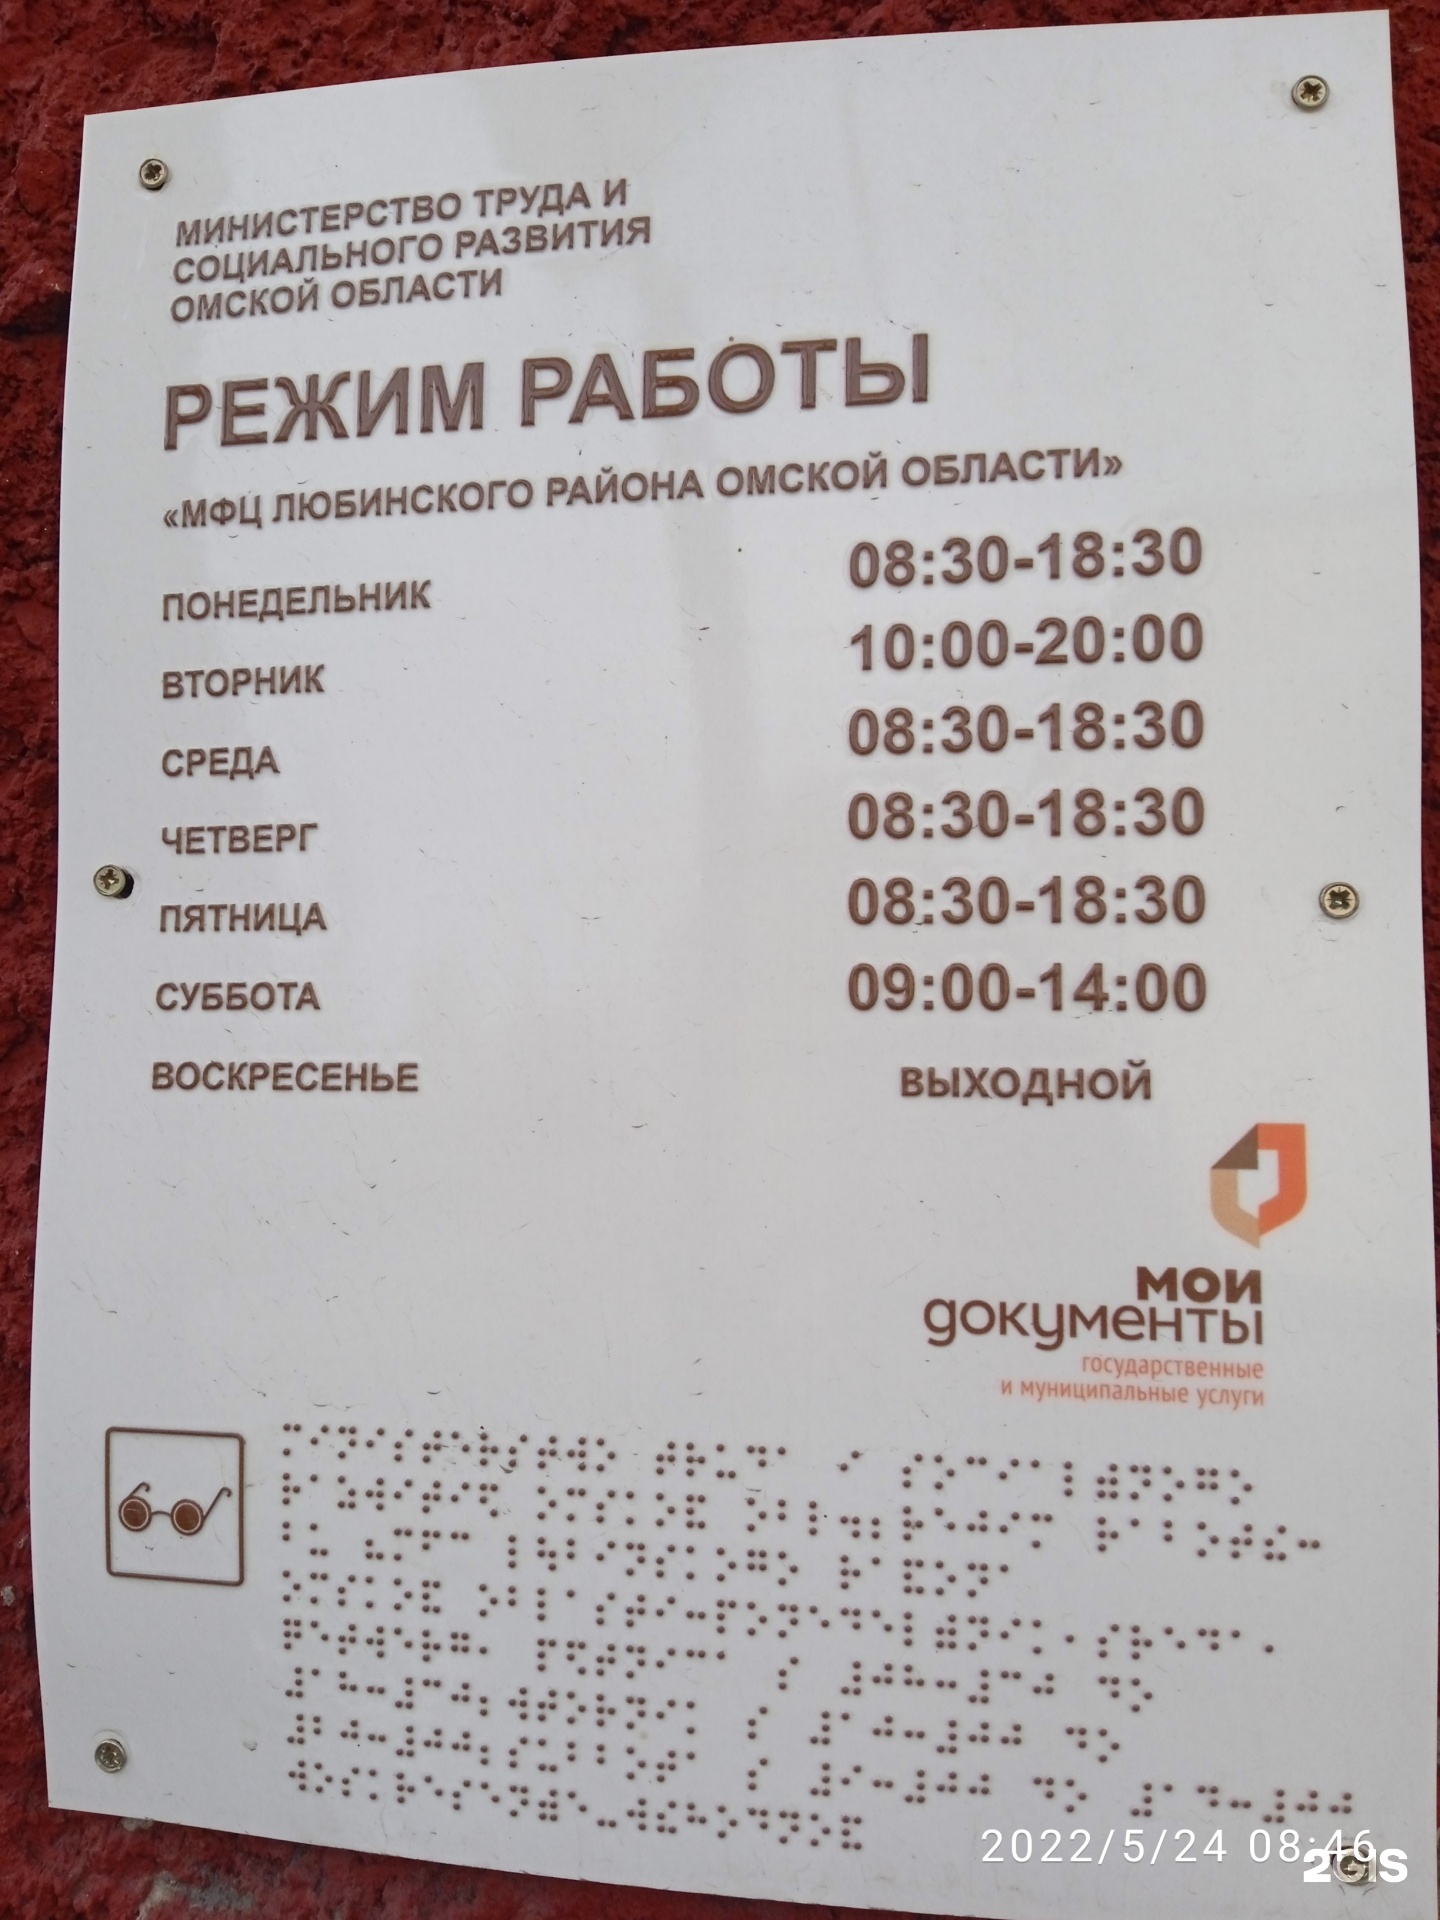 МИНИСТЕРСТВО ТРУДА И
СОЦИАЛЬНОГО РАЗВИТИЯ
ОМСКОЙ ОБЛАСТИ
РЕЖИМ РАБОТЫ
«МФЦ ЛЮБИНСКОГО РАЙОНА ОМСКОЙ ОБЛАСТИ»
ПОНЕДЕЛЬНИК 08:30-18:30
ВТОРНИК 10:00-20:00
СРЕДА 08:30-18:30
ЧЕТВЕРГ 08:30-18:30
ПЯТНИЦА 08:30-18:30
СУББОТА 09:00-14:00
ВОСКРЕСЕНЬЕ ВЫХОДНОЙ
мои
документы
государственные
и муниципальные услуги
2022/5/24 08:46
2GIS